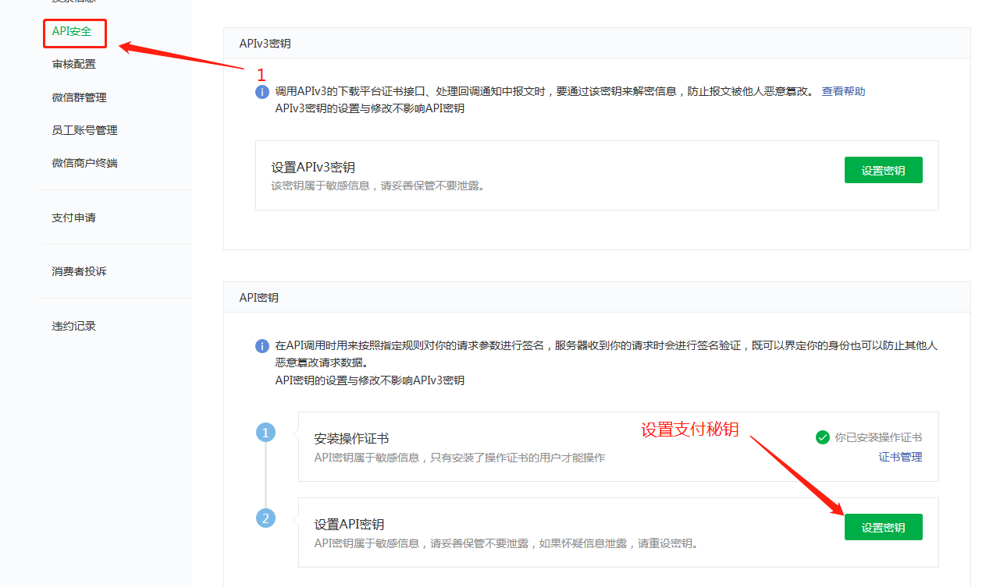 API安全
审核配置
微信群管理
员工账号管理
微信商户终端
支付申请
消费者投诉
违约记录
APIv3密钥
1
调用APIv3的下载平台证书接口、处理回调通知中报文时，要通过该密钥来解密信息，防止报文被他人恶意篡改。 查看帮助
APIv3密钥的设置与修改不影响API密钥
设置APIv3密钥
该密钥属于敏感信息，请妥善保管不要泄露。
设置密钥
API密钥
在API调用时用来按照指定规则对你的请求参数进行签名，服务器收到你的请求时会进行签名验证，既可以界定你的身份也可以防止其他人
恶意篡改请求数据。
API密钥的设置与修改不影响APIv3密钥
设置支付秘钥
1
安装操作证书
API密钥属于敏感信息，只有安装了操作证书的用户才能操作
你已安装操作证书
证书管理
2
设置API密钥
API密钥属于敏感信息，请妥善保管不要泄露，如果怀疑信息泄露，请重设密钥。
设置密钥